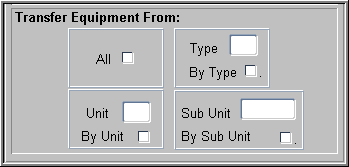 Transfer Equipment From:
All
Type
By Type .
Unit
By Unit
Sub Unit
By Sub Unit .